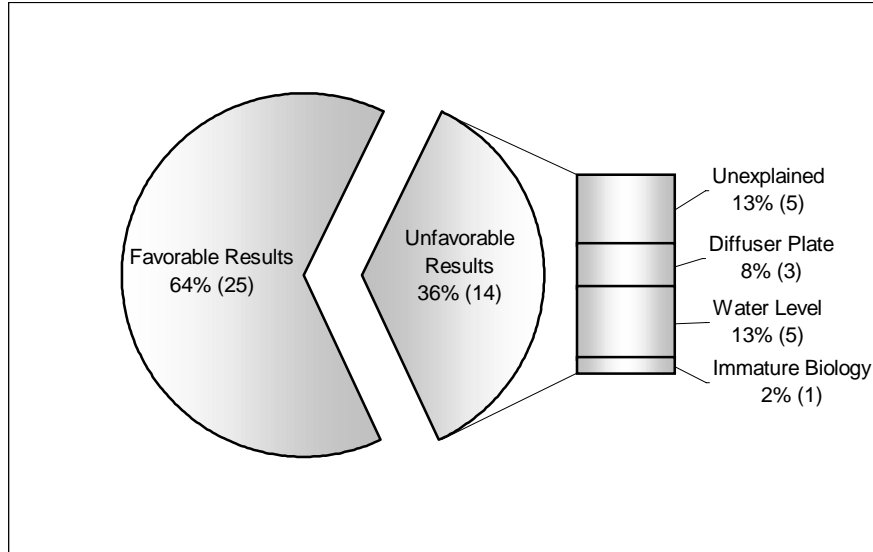 Favorable Results
64% (25)
Unfavorable
Results
36% (14)
Unexplained
13% (5)
Diffuser Plate
8% (3)
Water Level
13% (5)
Immature Biology
2% (1)